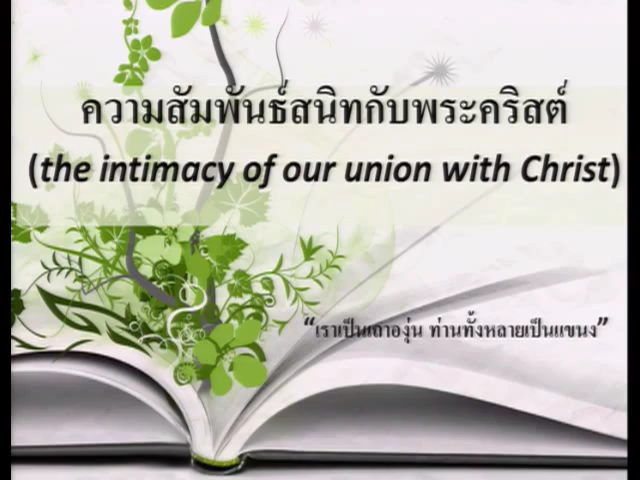 ความสัมพันธ์สนิทกับพระคริสต์
(the intimacy of our union with Christ)
“เราเป็นเถาองุ่น ท่านทั้งหลายเป็นแขนง”